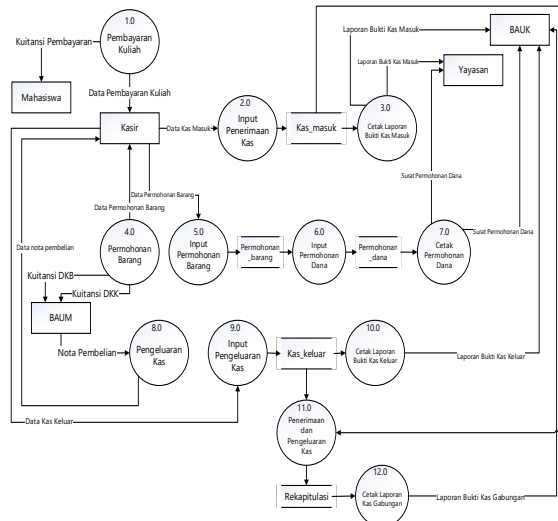 1.0
Pembayaran
Kuliah
Kuitansi Pembayaran
Mahasiswa
Data Pembayaran Kuliah
Kasir
Data Kas Masuk
2.0
Input
Penerimaan
Kas
Kas_masuk
3.0
Cetak Laporan
Bukti Kas Masuk
Laporan Bukti Kas Masuk
Laporan Bukti Kas Masuk
BAUK
Yayasan
Data Permohonan Barang
Data Permohonan Barang
Surat Permohonan Dana
Surat Permohonan Dana
Data nota pembelian
4.0
Permohonan
Barang
5.0
Input
Permohonan
Barang
Permohonan
_barang
6.0
Input
Permohonan
Dana
Permohonan
_dana
7.0
Cetak
Permohonan
Dana
Kuitansi DKB
Kuitansi DKK
BAUM
Nota Pembelian
8.0
Pengeluaran
Kas
9.0
Input
Pengeluaran
Kas
Kas_keluar
10.0
Cetak Laporan
Bukti Kas Keluar
Laporan Bukti Kas Keluar
Data Kas Keluar
11.0
Penerimaan
dan
Pengeluaran
Kas
Rekapitulasi
12.0
Cetak Laporan
Kas Gabungan
Laporan Bukti Kas Gabungan